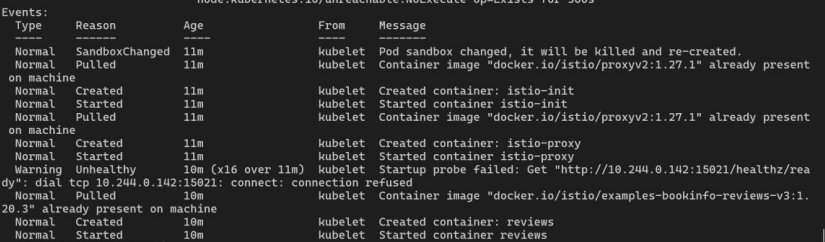 node.kubernetes.io/unreachable:NoExecute op=Exists for 300s
Events:
  Type     Reason          Age                 From     Message
  ----     ------          ----                ----     -------
  Normal   SandboxChanged  11m                 kubelet  Pod sandbox changed, it will be killed and re-created.
  Normal   Pulled          11m                 kubelet  Container image "docker.io/istio/proxyv2:1.27.1" already present
 on machine
  Normal   Created         11m                 kubelet  Created container: istio-init
  Normal   Started         11m                 kubelet  Started container istio-init
  Normal   Pulled          11m                 kubelet  Container image "docker.io/istio/proxyv2:1.27.1" already present
 on machine
  Normal   Created         11m                 kubelet  Created container: istio-proxy
  Normal   Started         11m                 kubelet  Started container istio-proxy
  Warning  Unhealthy       10m (x16 over 11m)  kubelet  Startup probe failed: Get "http://10.244.0.142:15021/healthz/rea
dy": dial tcp 10.244.0.142:15021: connect: connection refused
  Normal   Pulled          10m                 kubelet  Container image "docker.io/istio/examples-bookinfo-reviews-v3:1.
20.3" already present on machine
  Normal   Created         10m                 kubelet  Created container: reviews
  Normal   Started         10m                 kubelet  Started container reviews